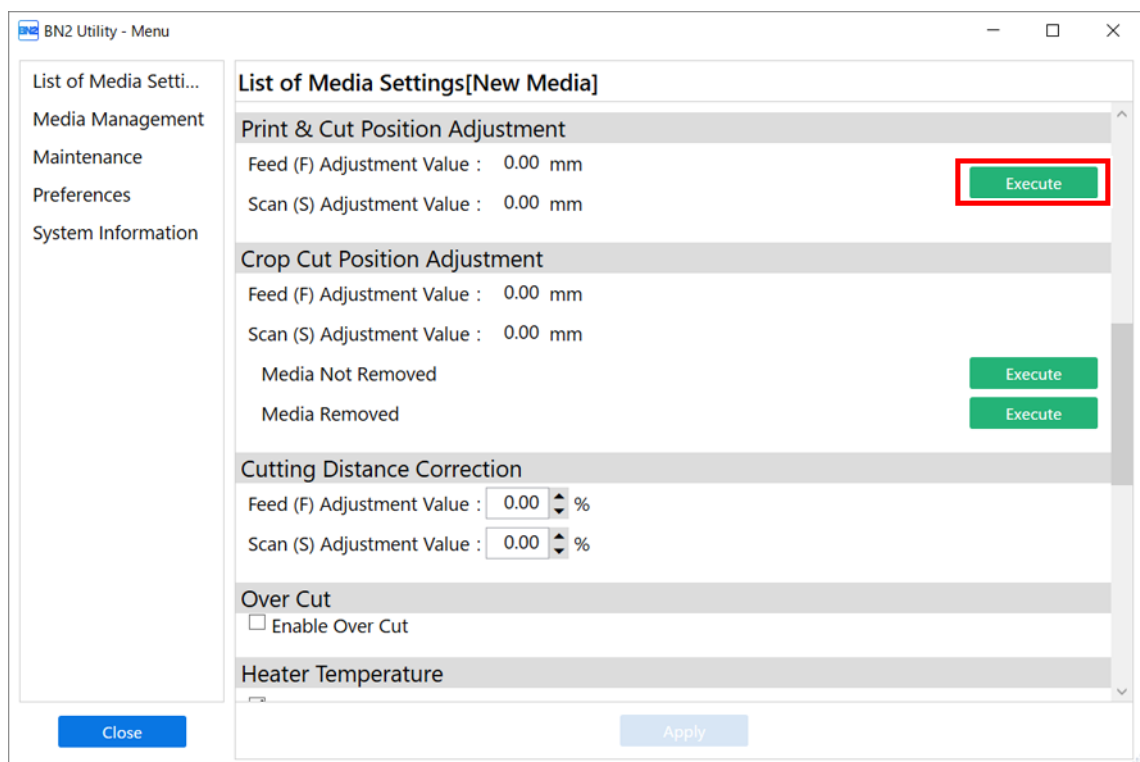 BN2 BN2 Utility - Menu
List of Media Setti...
Media Management
Maintenance
Preferences
System Information
Close
List of Media Settings[New Media]
Print & Cut Position Adjustment
Feed (F) Adjustment Value : 0.00 mm
Execute
Scan (S) Adjustment Value : 0.00 mm
Crop Cut Position Adjustment
Feed (F) Adjustment Value : 0.00 mm
Scan (S) Adjustment Value : 0.00 mm
Media Not Removed Execute
Media Removed Execute
Cutting Distance Correction
Feed (F) Adjustment Value : 0.00 %
Scan (S) Adjustment Value : 0.00 %
Over Cut
Enable Over Cut
Heater Temperature
Apply